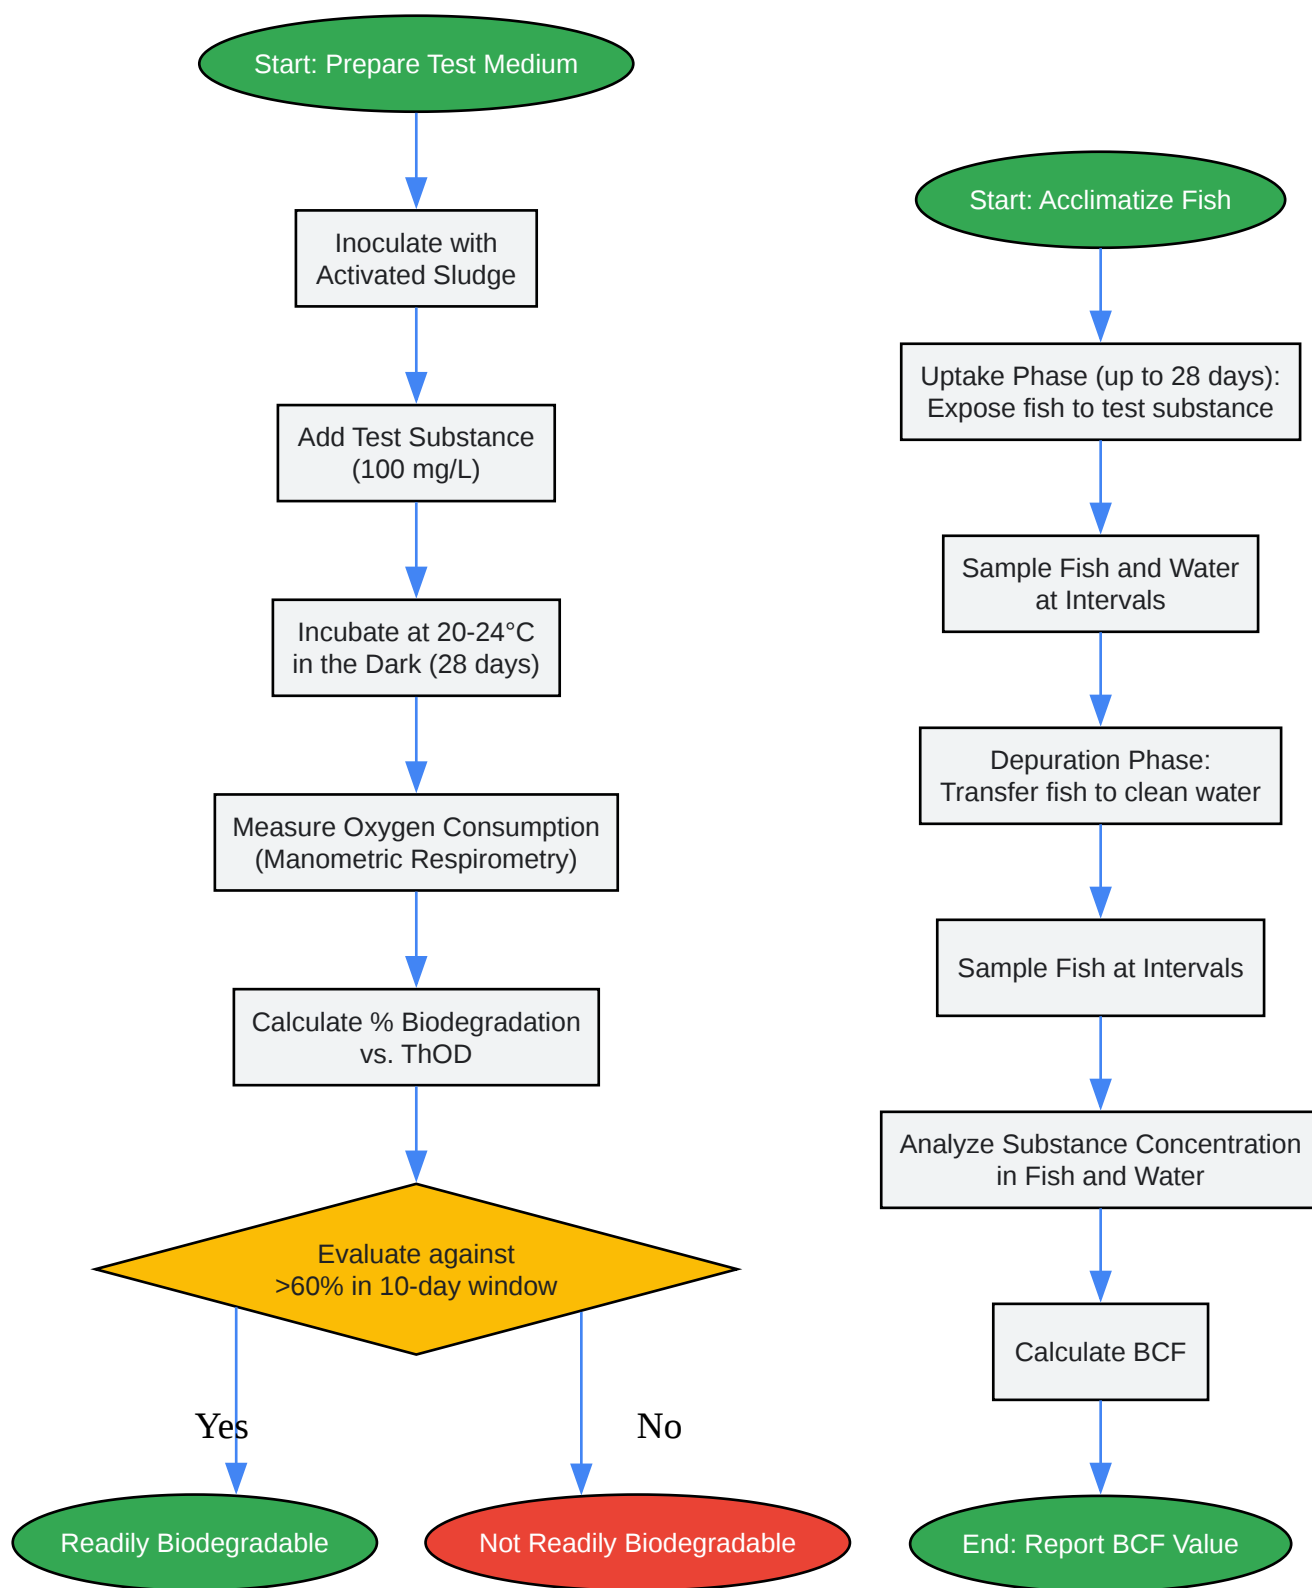 Start: Prepare Test Medium
Inoculate with
Activated Sludge
Add Test Substance
(100 mg/L)
Incubate at 20-24°C
in the Dark (28 days)
Measure Oxygen Consumption
(Manometric Respirometry)
Calculate % Biodegradation
vs. ThOD
Evaluate against
>60% in 10-day window
Yes
No
Readily Biodegradable
Not Readily Biodegradable
Start: Acclimatize Fish
Uptake Phase (up to 28 days):
Expose fish to test substance
Sample Fish and Water
at Intervals
Depuration Phase:
Transfer fish to clean water
Sample Fish at Intervals
Analyze Substance Concentration
in Fish and Water
Calculate BCF
End: Report BCF Value